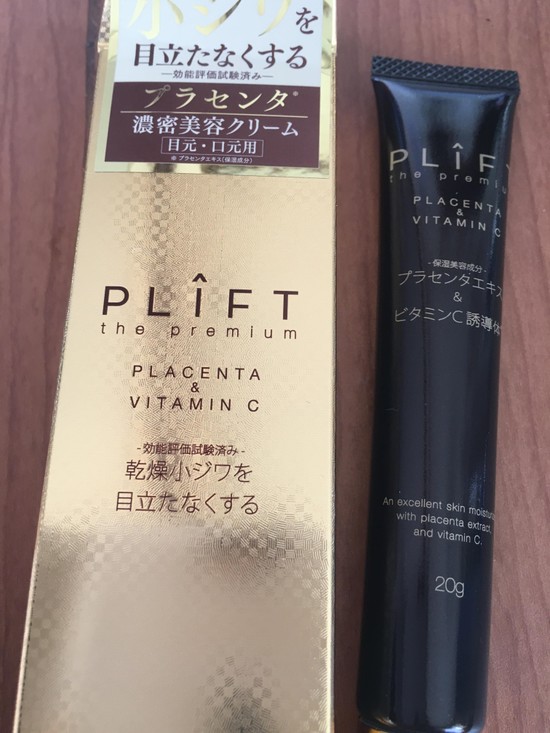 小ジワを
目立たなくする
―効能評価試験済み―
プラセンタ※
濃密美容クリーム
目元・口元用
※プラセンタエキス(保湿成分)
PLÎFT
the premium
PLACENTA
&
VITAMIN C
-効能評価試験済み-
乾燥小ジワを
目立たなくする
PLÎFT
the premiu
PLACENTA
&
VITAMIN C
-保湿美容成分-
プラセンタエキス
&
ビタミンC誘導体
An excellent skin moistur
with placenta extract,
and vitamin C.
20g